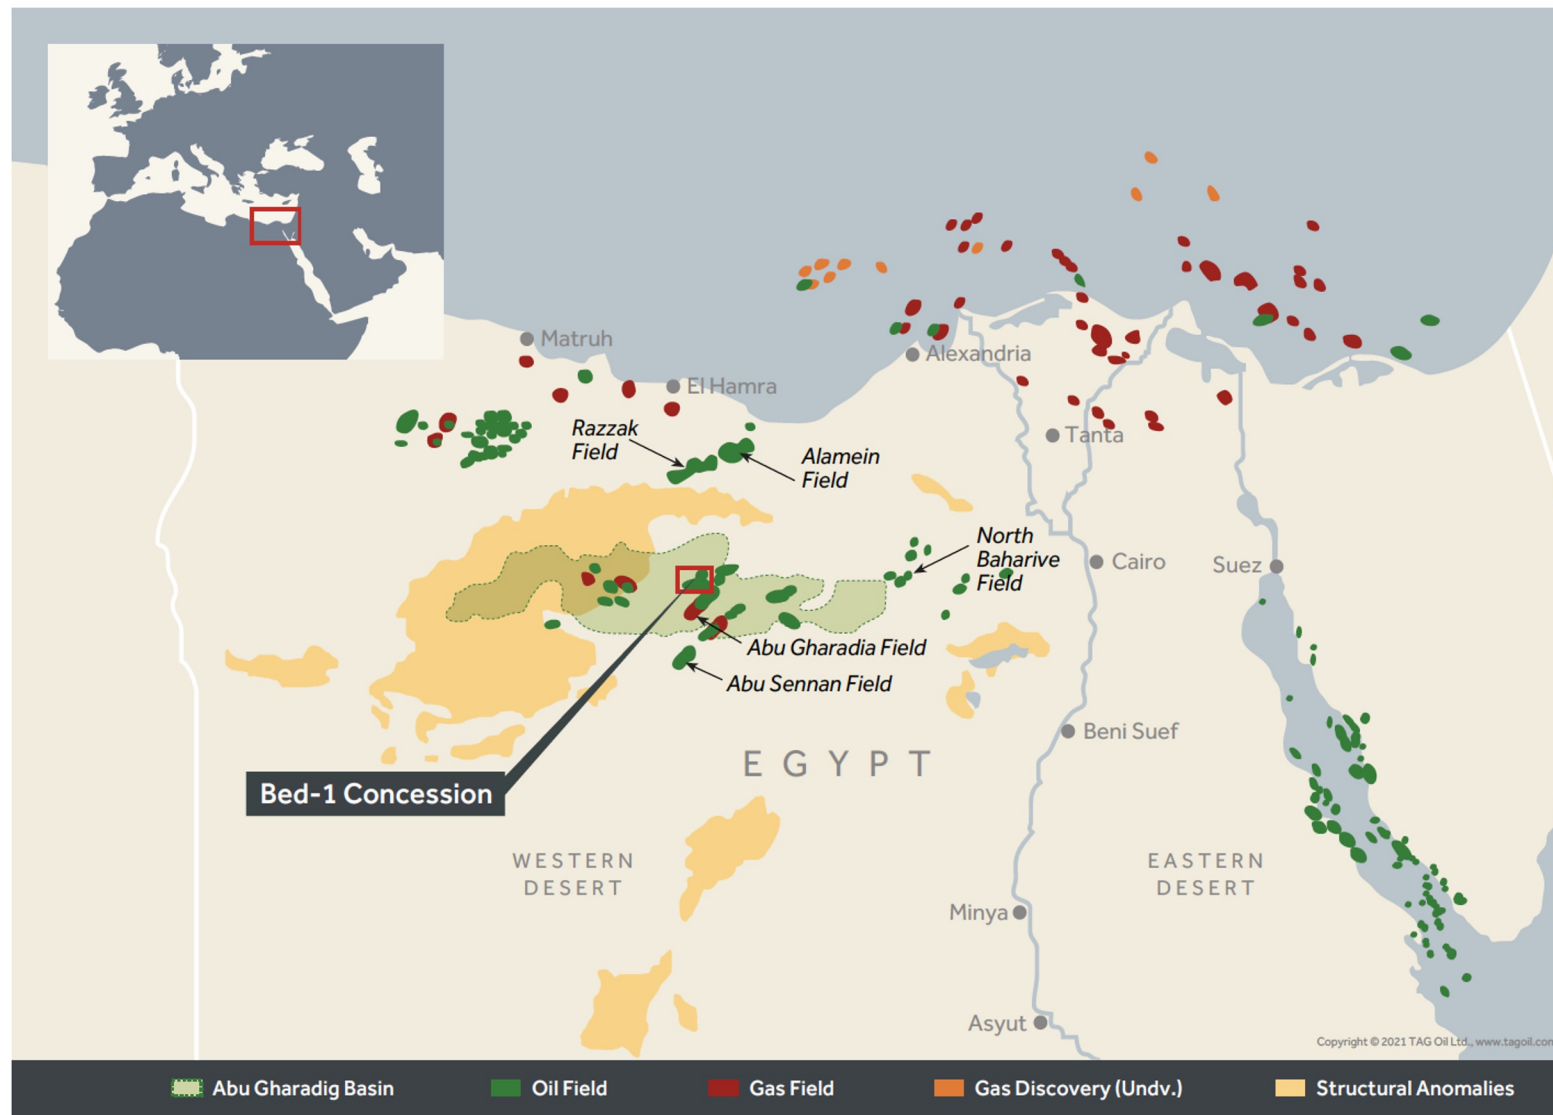 Matruh
El Hamra
Alexandria
Razzak
Field
Alamein
Field
Tanta
North
Baharive
Field
Cairo
Suez
Abu Gharadia Field
Abu Sennan Field
Beni Suef
EGYPT
Bed-1 Concession
WESTERN
DESERT
EASTERN
DESERT
Minya
Asyut
Copyright © 2021 TAG Oil Ltd., www.tagoil.com
Abu Gharadig Basin
Oil Field
Gas Field
Gas Discovery (Undv.)
Structural Anomalies